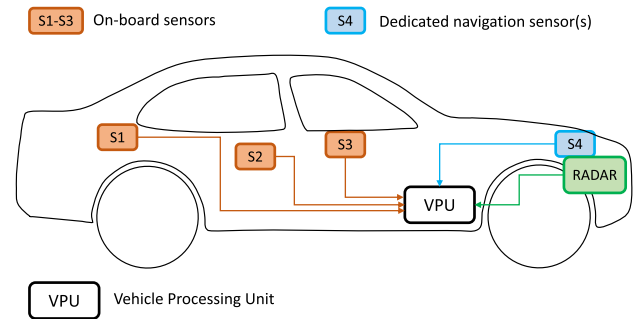 S1-S3 On-board sensors
S4 Dedicated navigation sensor(s)
S1
S2
S3
S4
RADAR
VPU
VPU Vehicle Processing Unit